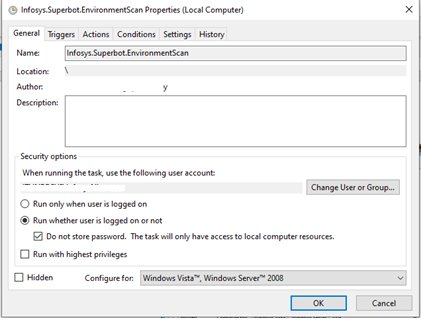 Infosys.Superbot.EnvironmentScan Properties (Local Computer)
General Triggers Actions Conditions Settings History
Name: Infosys.Superbot.EnvironmentScan
Location: \
Author: y
Description:
Security options
When running the task, use the following user account:
Change User or Group...
Run only when user is logged on
Run whether user is logged on or not
Do not store password. The task will only have access to local computer resources.
Run with highest privileges
Hidden Configure for: Windows Vista™, Windows Server™ 2008
OK Cancel